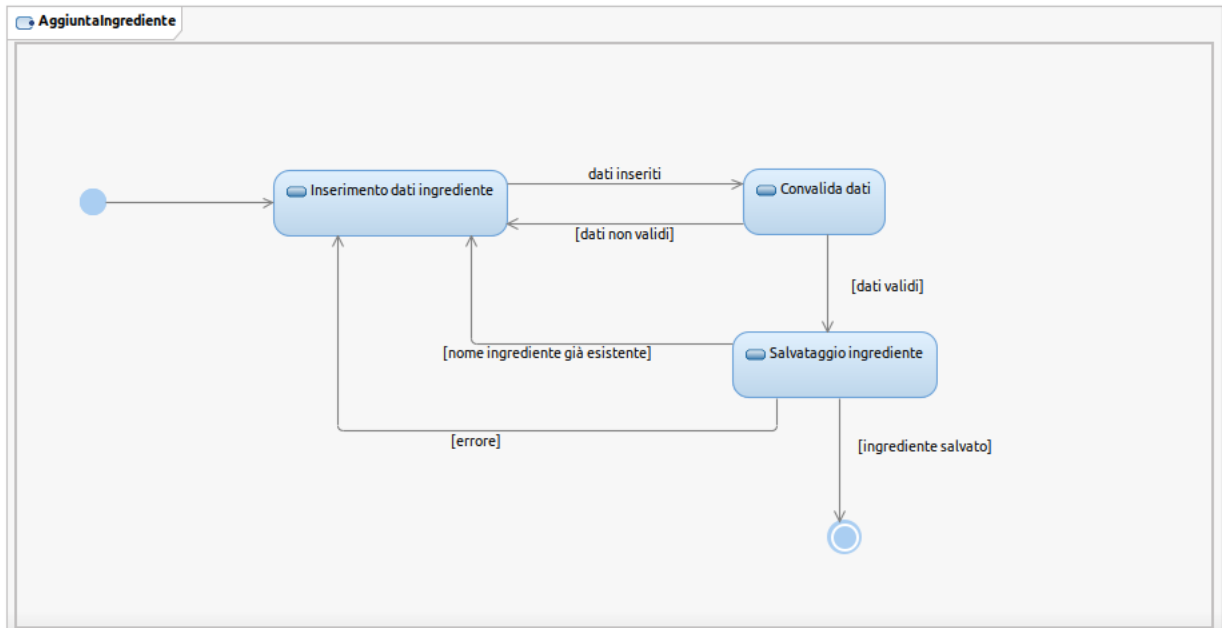 AggiuntaIngrediente
Inserimento dati ingrediente
dati inseriti
Convalida dati
[dati non validi]
[dati validi]
[nome ingrediente già esistente]
Salvataggio ingrediente
[errore]
[ingrediente salvato]